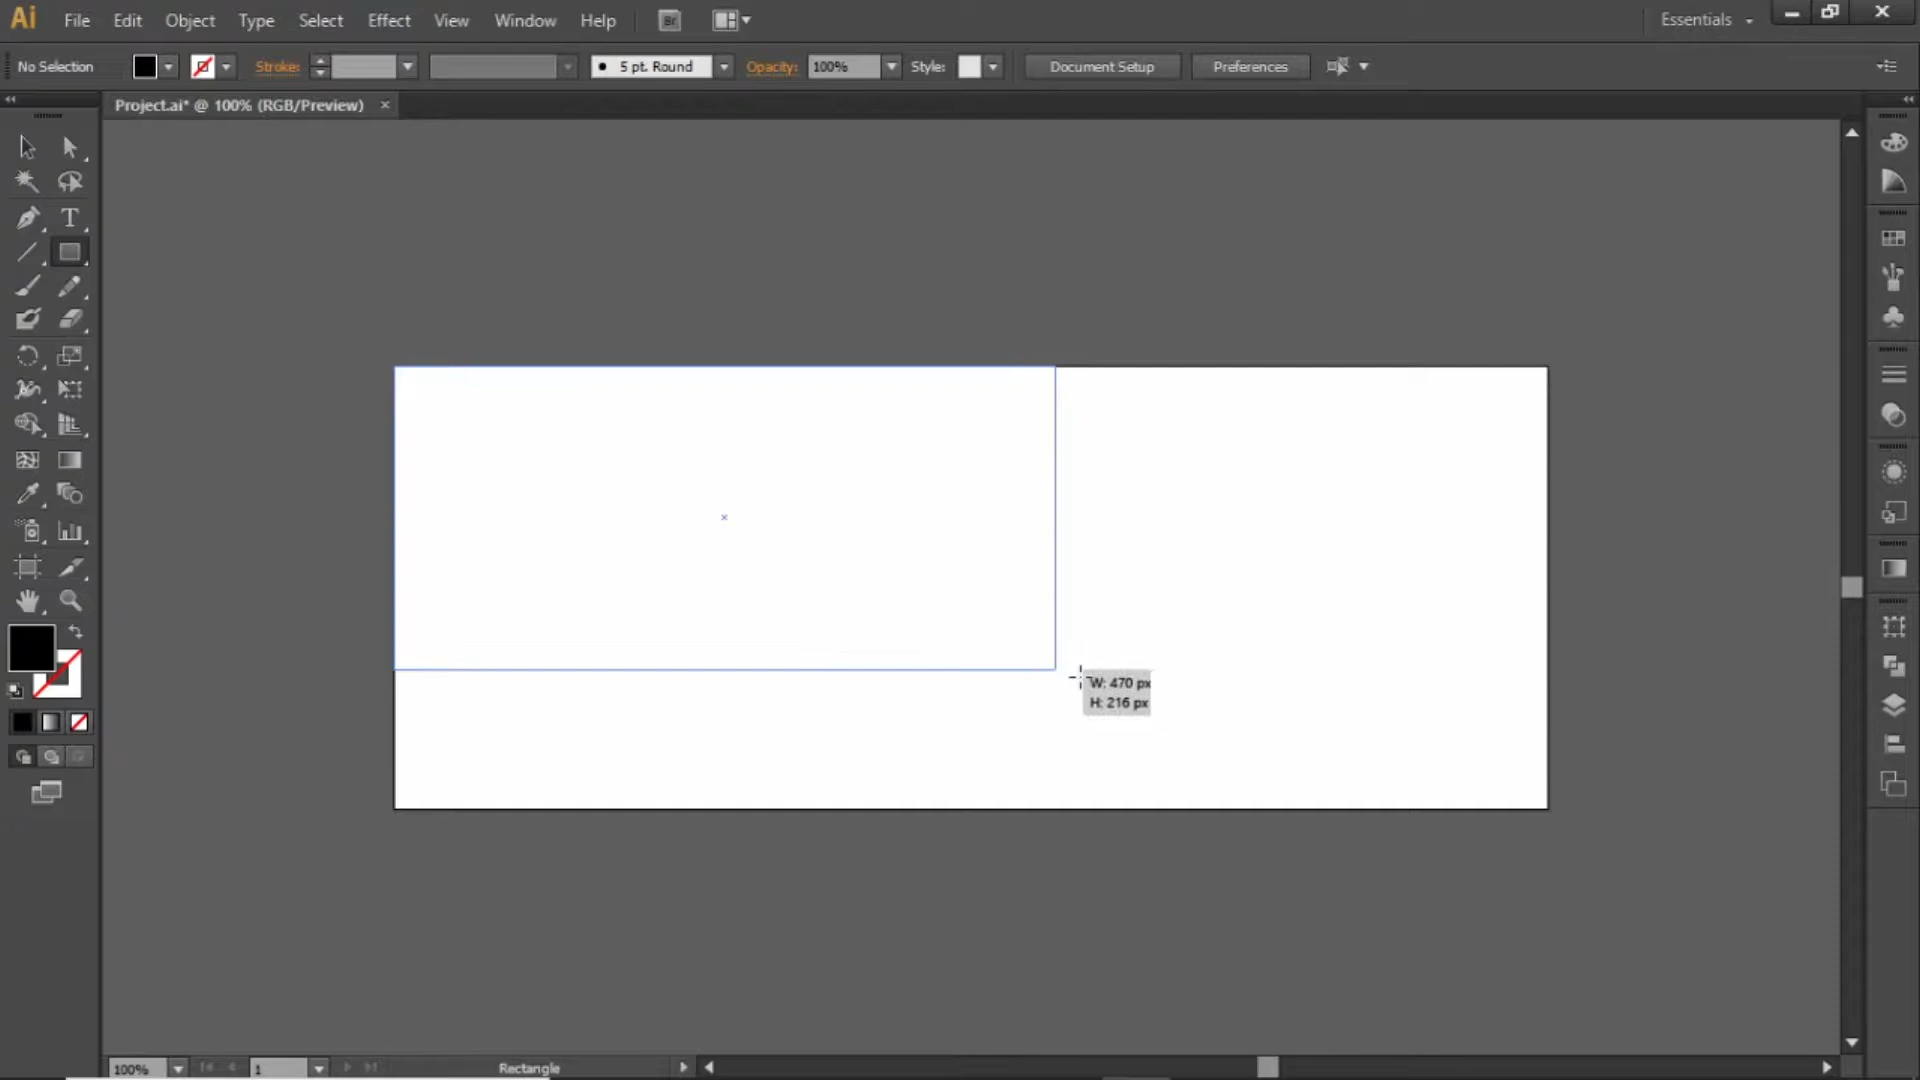 Ai File Edit Object Type Select Effect View Window Help Br Essentials
No Selection Stroke: 5 pt. Round Opacity: 100% Style: Document Setup Preferences
Project.ai* @ 100% (RGB/Preview)
T
W: 470 px
H: 216 px
100% 1 Rectangle